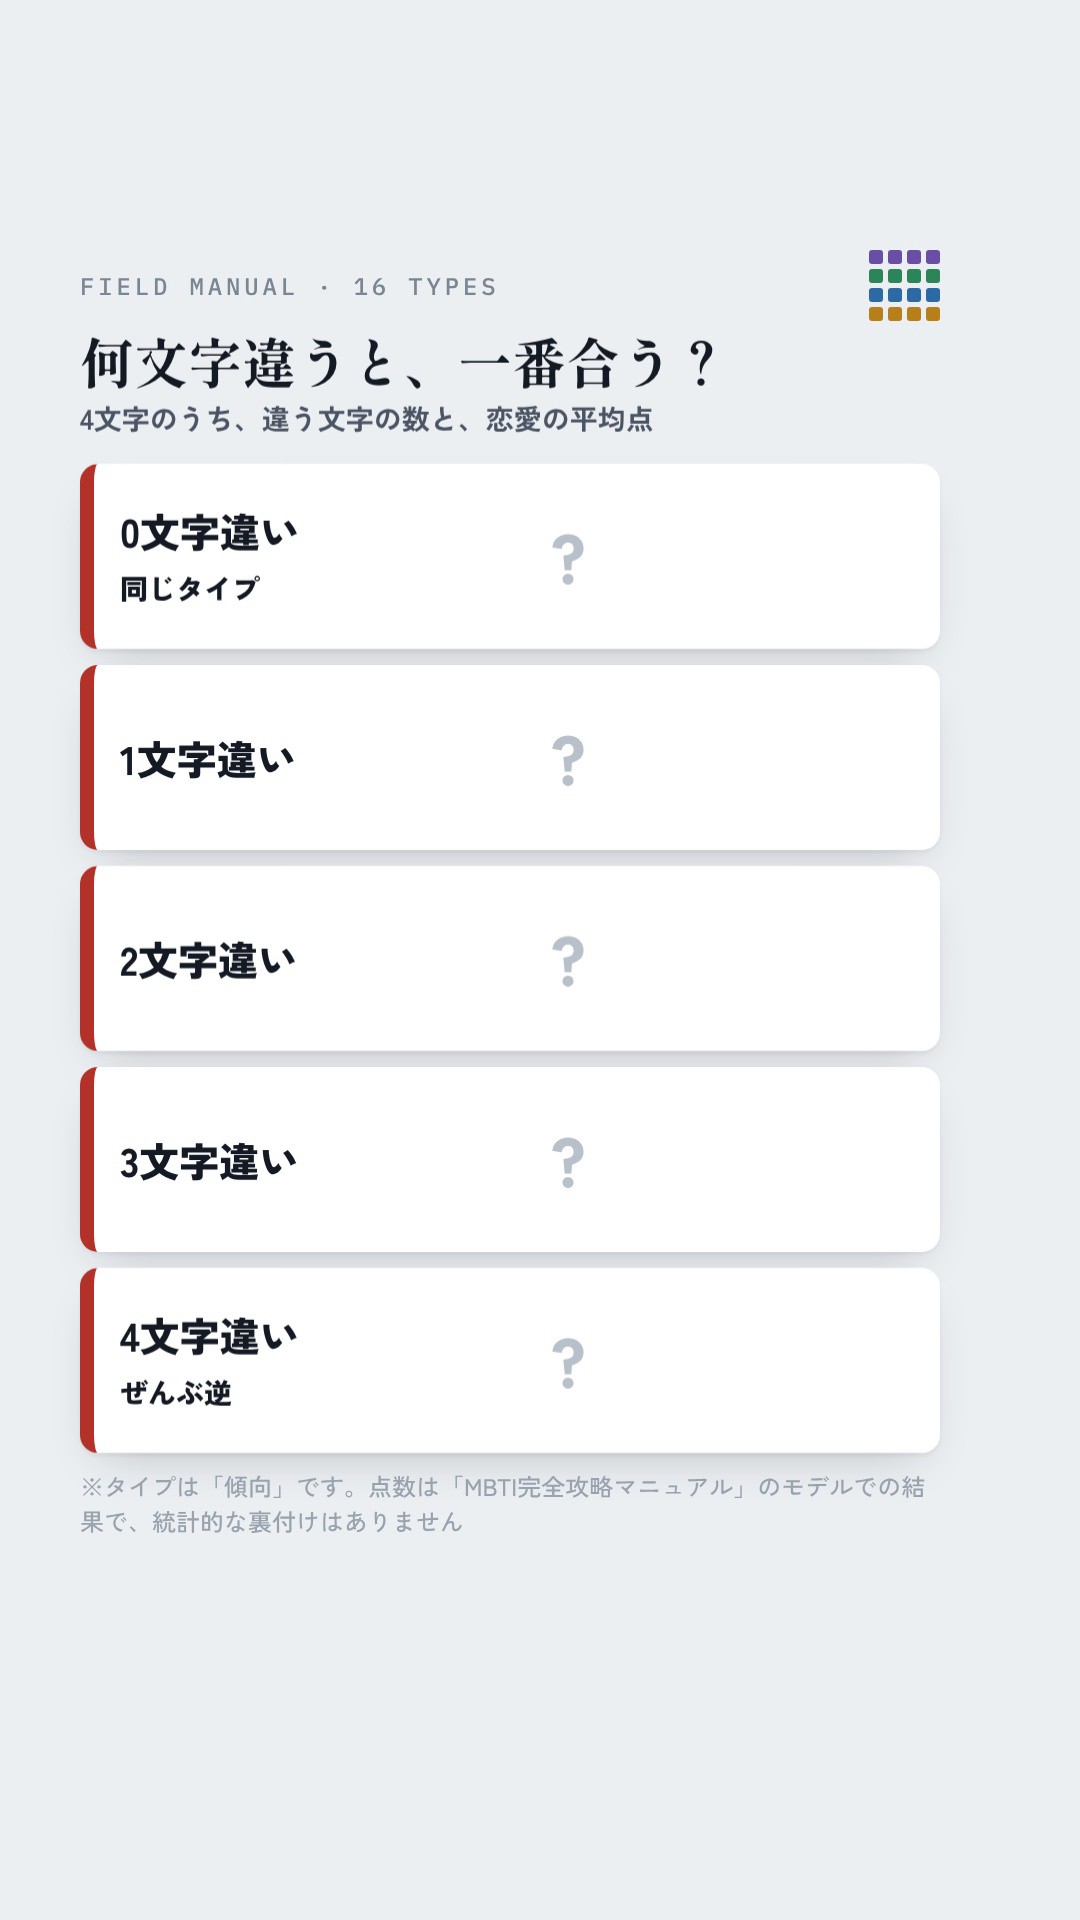 FIELD MANUAL · 16 TYPES
何文字違うと、一番合う？
4文字のうち、違う文字の数と、恋愛の平均点
0文字違い
同じタイプ
?
1文字違い
?
2文字違い
?
3文字違い
?
4文字違い
ぜんぶ逆
?
※タイプは「傾向」です。点数は「MBTI完全攻略マニュアル」のモデルでの結
果で、統計的な裏付けはありません